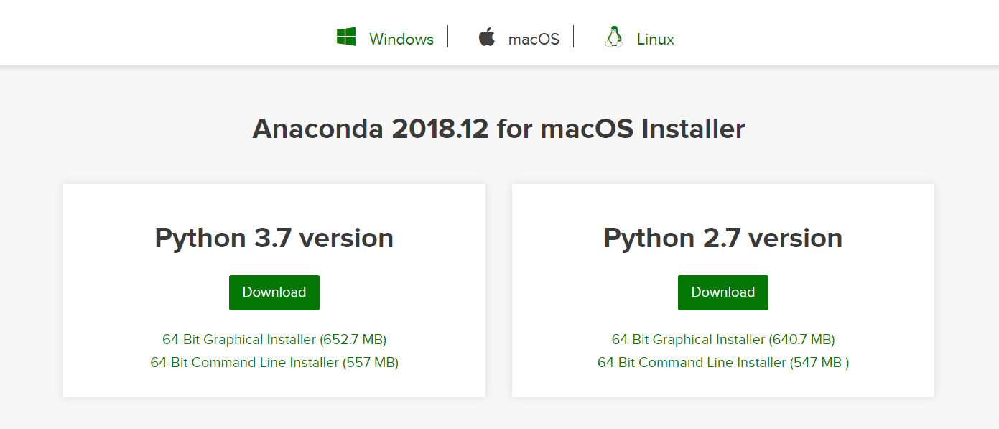 Windows macOS Linux
Anaconda 2018.12 for macOS Installer
Python 3.7 version
Download
64-Bit Graphical Installer (652.7 MB)
64-Bit Command Line Installer (557 MB)
Python 2.7 version
Download
64-Bit Graphical Installer (640.7 MB)
64-Bit Command Line Installer (547 MB )